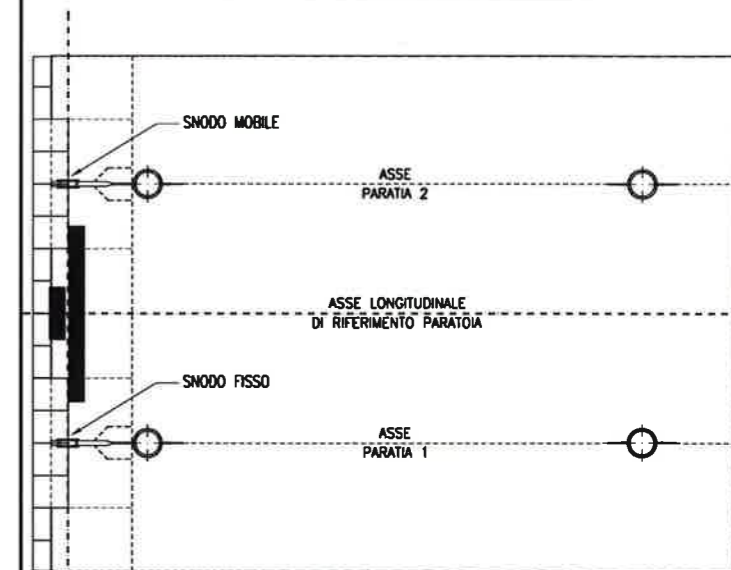 SNODO MOBILE
ASSE
PARATIA 2
ASSE LONGITUDINALE
DI RIFERIMENTO PARATOIA
SNODO FISSO
ASSE
PARATIA 1